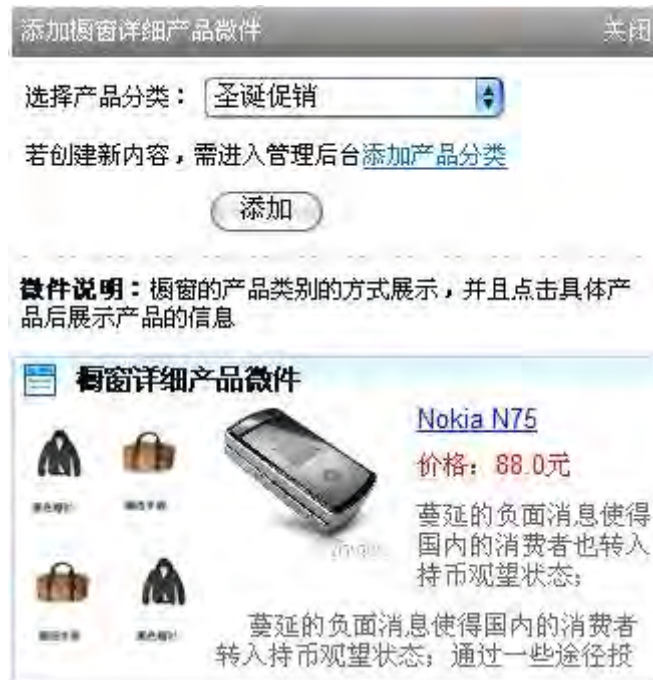 添加橱窗详细产品微件 关闭
选择产品分类： 圣诞促销
若创建新内容，需进入管理后台添加产品分类
添加
微件说明：橱窗的产品类别的方式展示，并且点击具体产
品后展示产品的信息
橱窗详细产品微件
Nokia N75
价格：88.0元
蔓延的负面消息使得
国内的消费者也转入
持币观望状态;
蔓延的负面消息使得国内的消费者
转入持币观望状态; 通过一些途径投